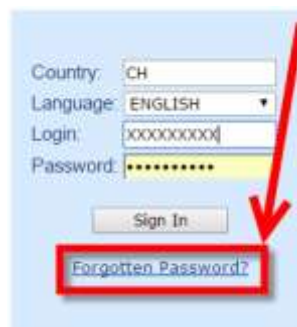 Country: CH
Language: ENGLISH
Login: XXXXXXXXX
Password: ••••••••••
Sign In
Forgotten Password?